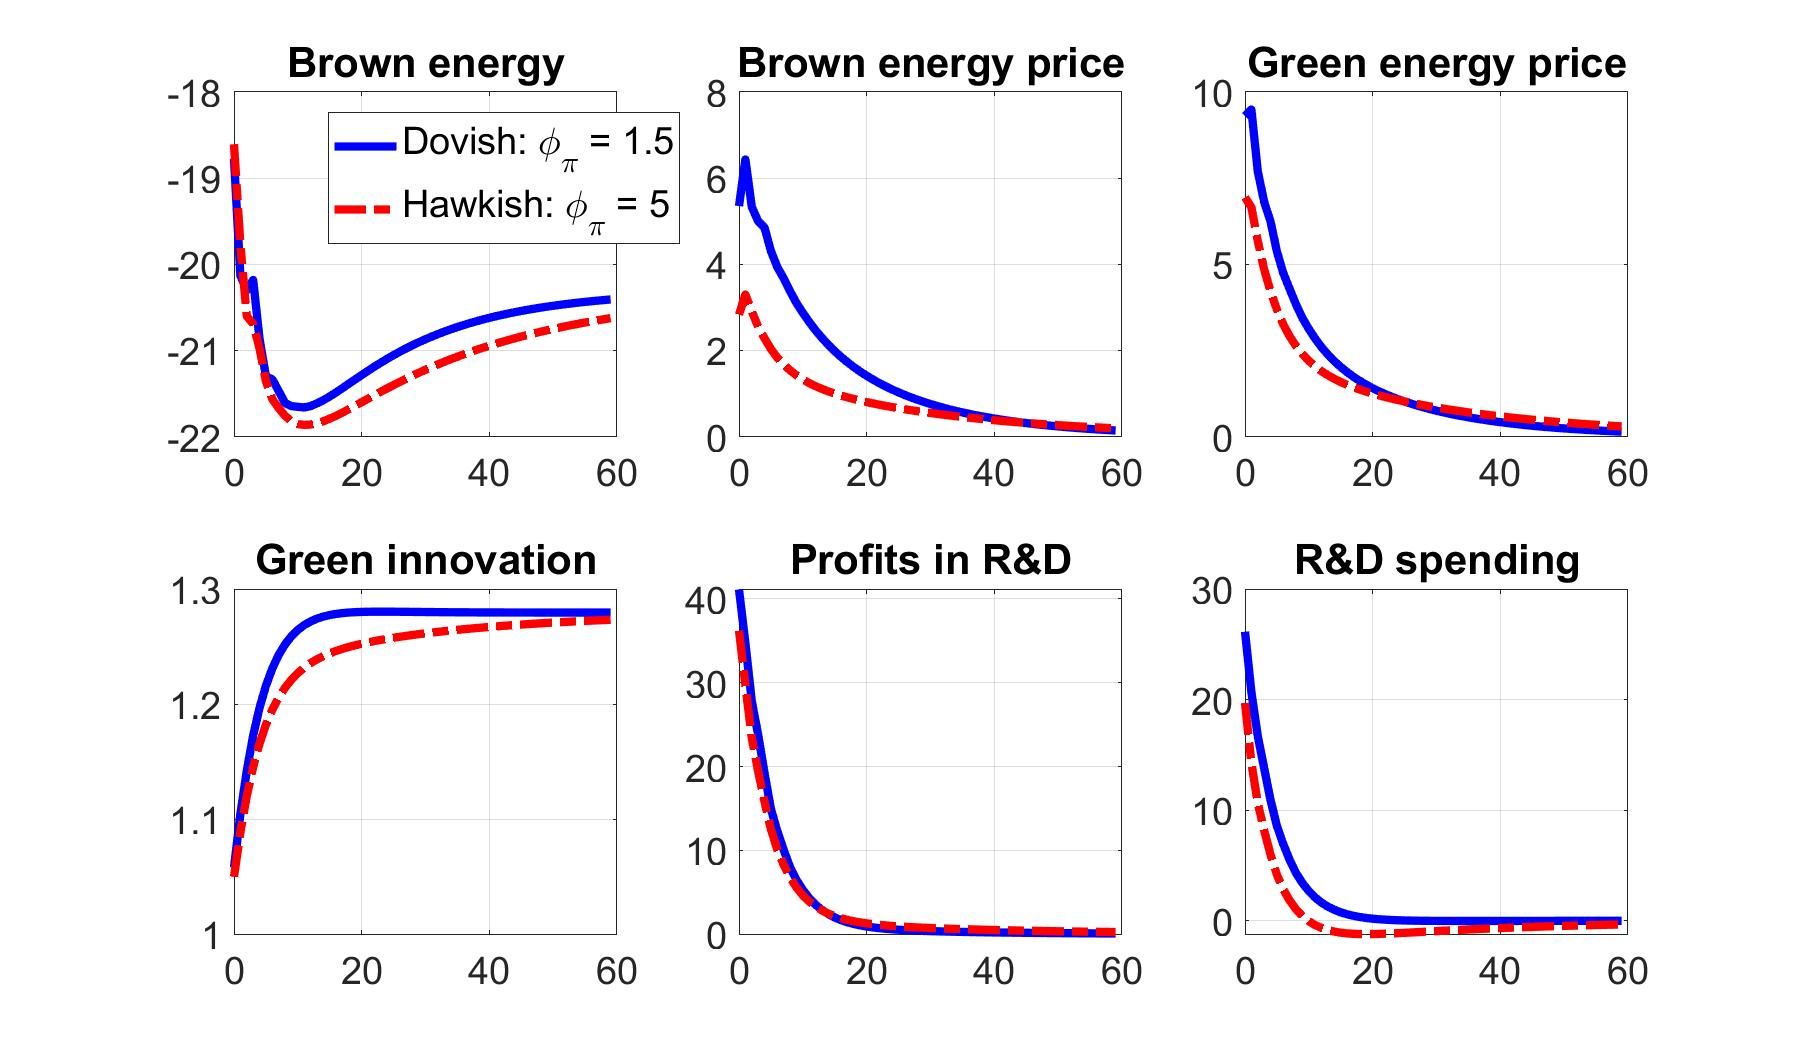 Brown energy
-18
-19
-20
-21
-22
0 20 40 60
Dovish: ϕπ = 1.5
Hawkish: ϕπ = 5
Brown energy price
8
6
4
2
0
0 20 40 60
Green energy price
10
5
0
0 20 40 60
Green innovation
1.3
1.2
1.1
1
0 20 40 60
Profits in R&D
40
30
20
10
0
0 20 40 60
R&D spending
30
20
10
0
0 20 40 60